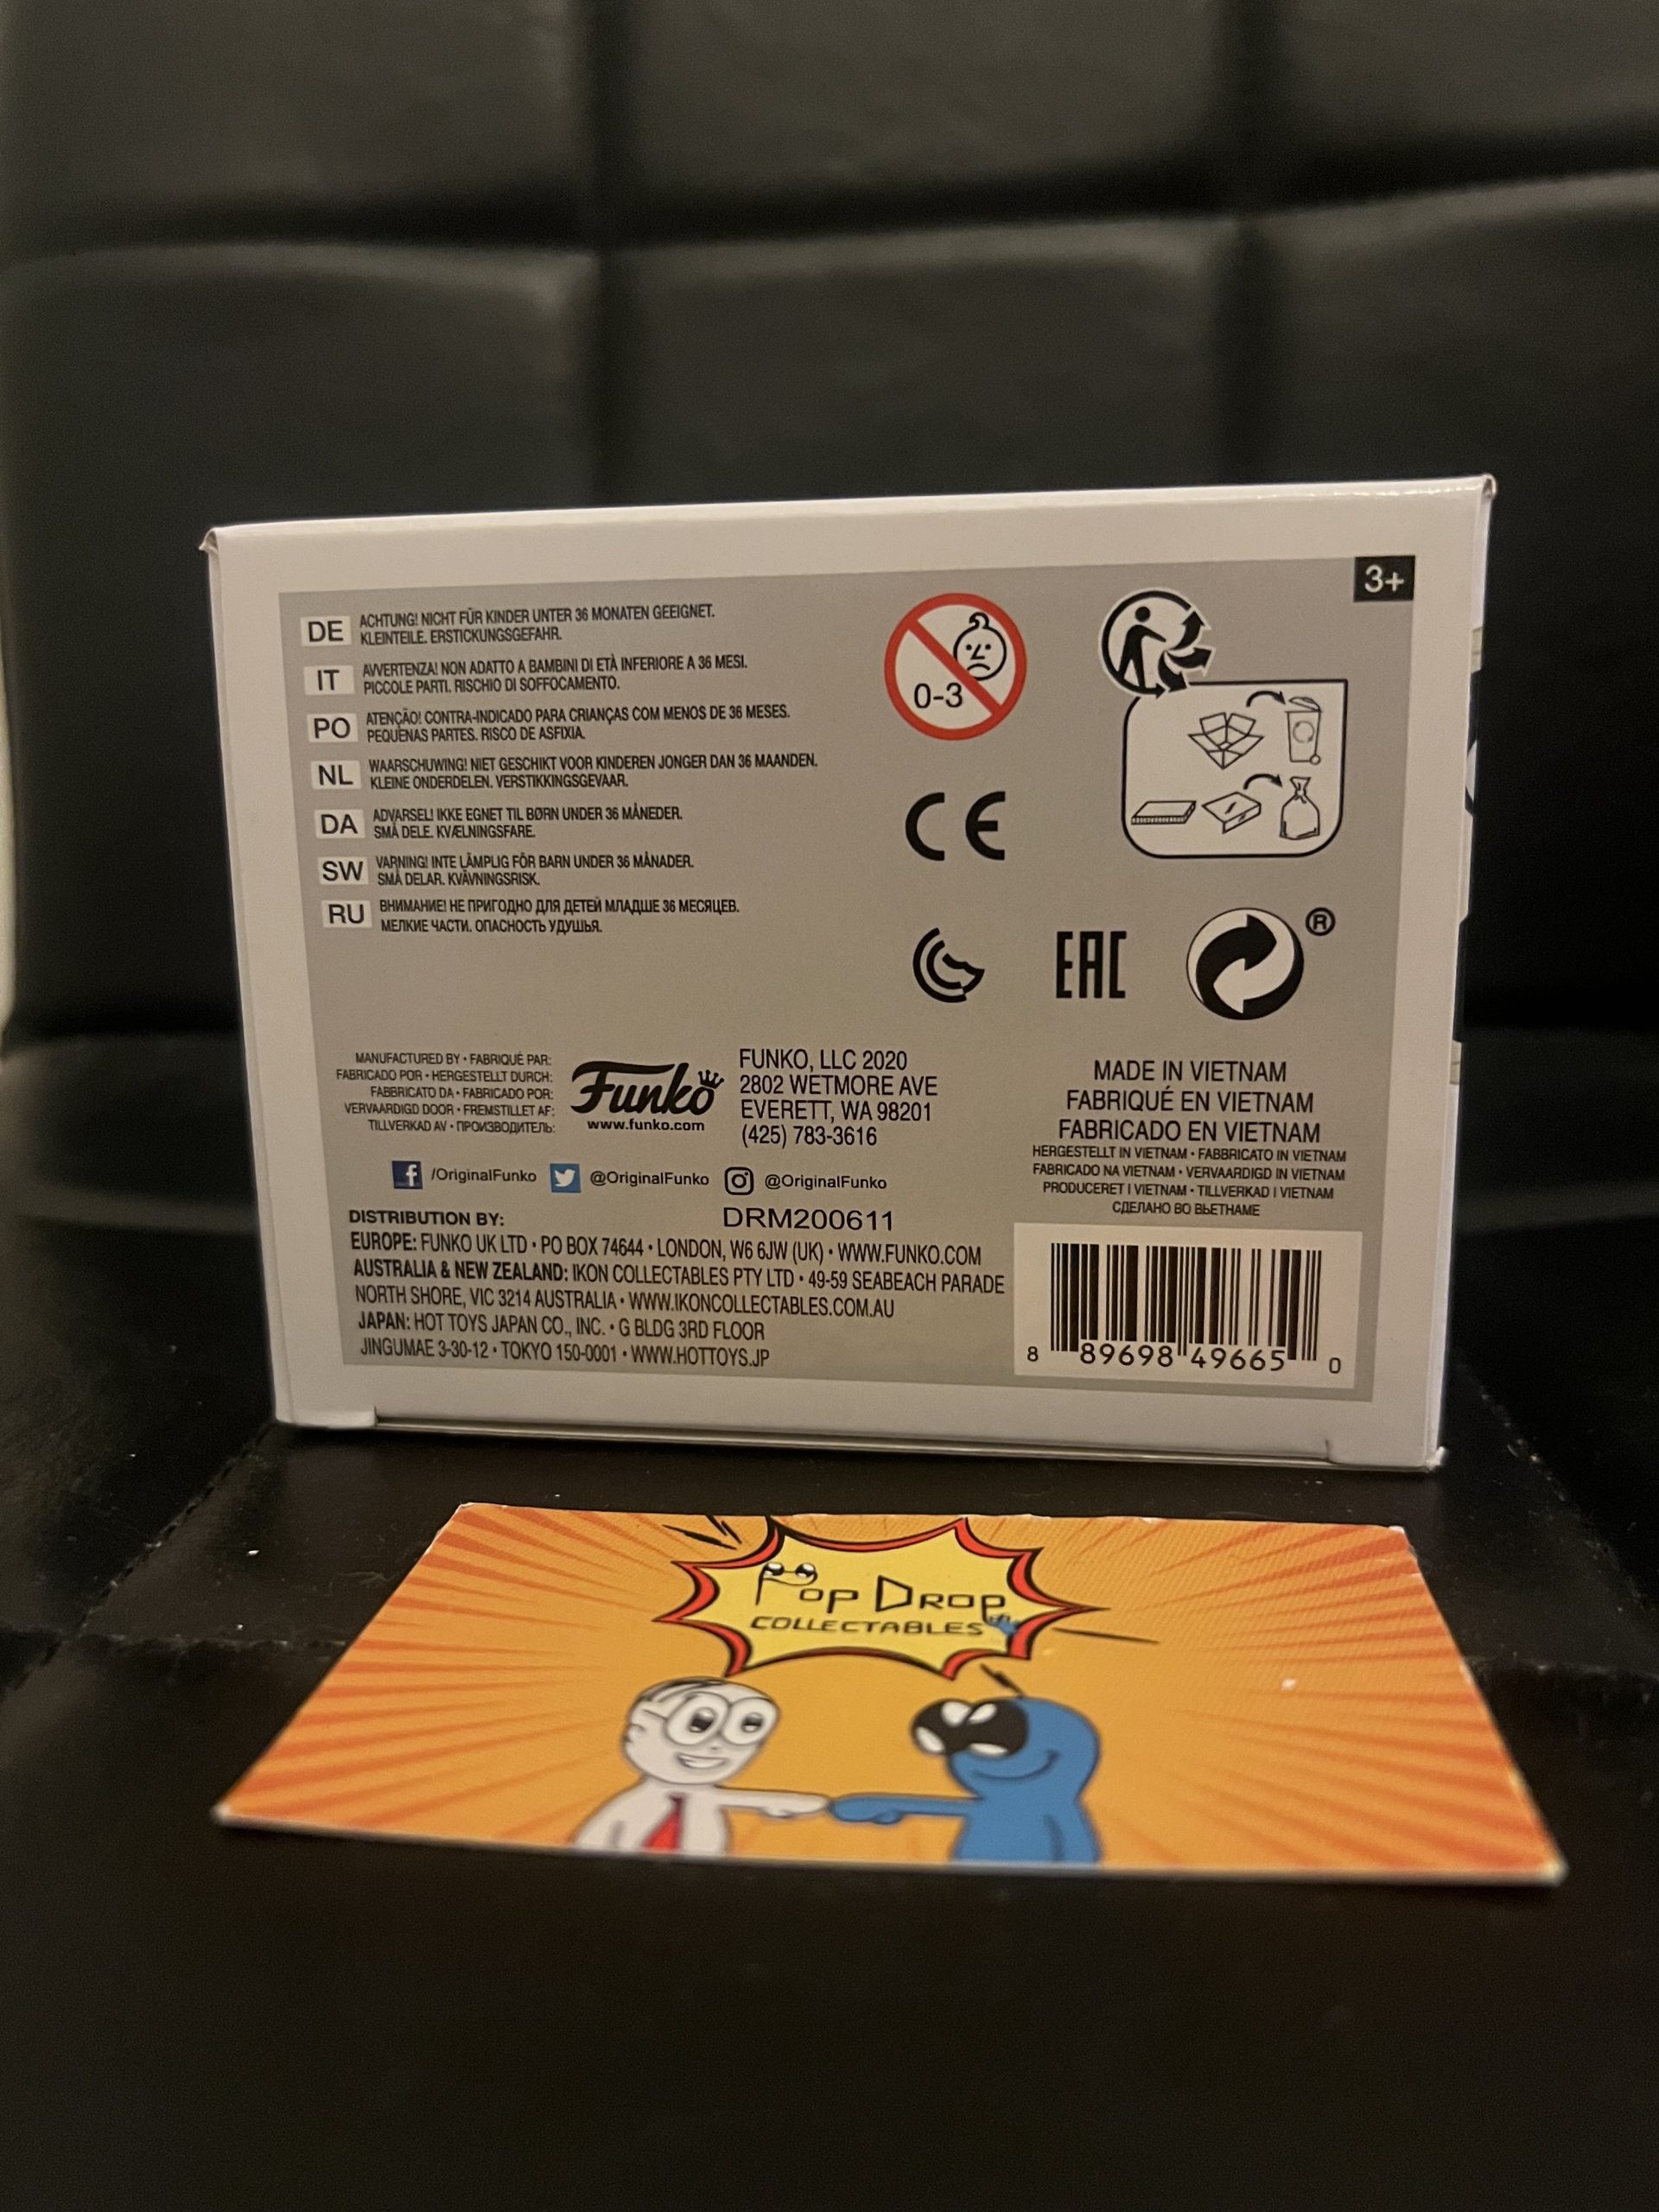 3+
DE
ACHTUNG! NICHT FÜR KINDER UNTER 36 MONATEN GEEIGNET.
KLEINTEILE. ERSTICKUNGSGEFAHR.
IT
AVVERTENZA! NON ADATTO A BAMBINI DI ETÀ INFERIORE A 36 MESI.
PICCOLE PARTI. RISCHIO DI SOFFOCAMENTO.
PO
ATENÇÃO! CONTRA-INDICADO PARA CRIANÇAS COM MENOS DE 36 MESES.
PEQUENAS PARTES. RISCO DE ASFIXIA.
NL
WAARSCHUWING! NIET GESCHIKT VOOR KINDEREN JONGER DAN 36 MAANDEN.
KLEINE ONDERDELEN. VERSTIKKINGSGEVAAR.
DA
ADVARSEL! IKKE EGNET TIL BØRN UNDER 36 MÅNEDER.
SMÅ DELE. KVÆLNINGSFARE.
SW
VARNING! INTE LÄMPLIG FÖR BARN UNDER 36 MÅNADER.
SMÅ DELAR. KVÄVNINGSRISK.
RU
ВНИМАНИЕ! НЕ ПРИГОДНО ДЛЯ ДЕТЕЙ МЛАДШЕ 36 МЕСЯЦЕВ.
МЕЛКИЕ ЧАСТИ. ОПАСНОСТЬ УДУШЬЯ.
0-3
CE
EAC
®
MANUFACTURED BY • FABRIQUÉ PAR:
FABRICADO POR • HERGESTELLT DURCH:
FABBRICATO DA • FABRICADO POR:
VERVAARDIGD DOOR • FREMSTILLET AF:
TILLVERKAD AV • ПРОИЗВОДИТЕЛЬ:
Funko
www.funko.com
FUNKO, LLC 2020
2802 WETMORE AVE
EVERETT, WA 98201
(425) 783-3616
MADE IN VIETNAM
FABRIQUÉ EN VIETNAM
FABRICADO EN VIETNAM
HERGESTELLT IN VIETNAM • FABBRICATO IN VIETNAM
FABRICADO NA VIETNAM • VERVAARDIGD IN VIETNAM
PRODUCERET I VIETNAM • TILLVERKAD I VIETNAM
СДЕЛАНО ВО ВЬЕТНАМЕ
f /OriginalFunko @OriginalFunko @OriginalFunko
DISTRIBUTION BY: DRM200611
EUROPE: FUNKO UK LTD • PO BOX 74644 • LONDON, W6 6JW (UK) • WWW.FUNKO.COM
AUSTRALIA & NEW ZEALAND: IKON COLLECTABLES PTY LTD • 49-59 SEABEACH PARADE
NORTH SHORE, VIC 3214 AUSTRALIA • WWW.IKONCOLLECTABLES.COM.AU
JAPAN: HOT TOYS JAPAN CO., INC. • G BLDG 3RD FLOOR
JINGUMAE 3-30-12 • TOKYO 150-0001 • WWW.HOTTOYS.JP
8 89698 49665 0
POP DROP
COLLECTABLES